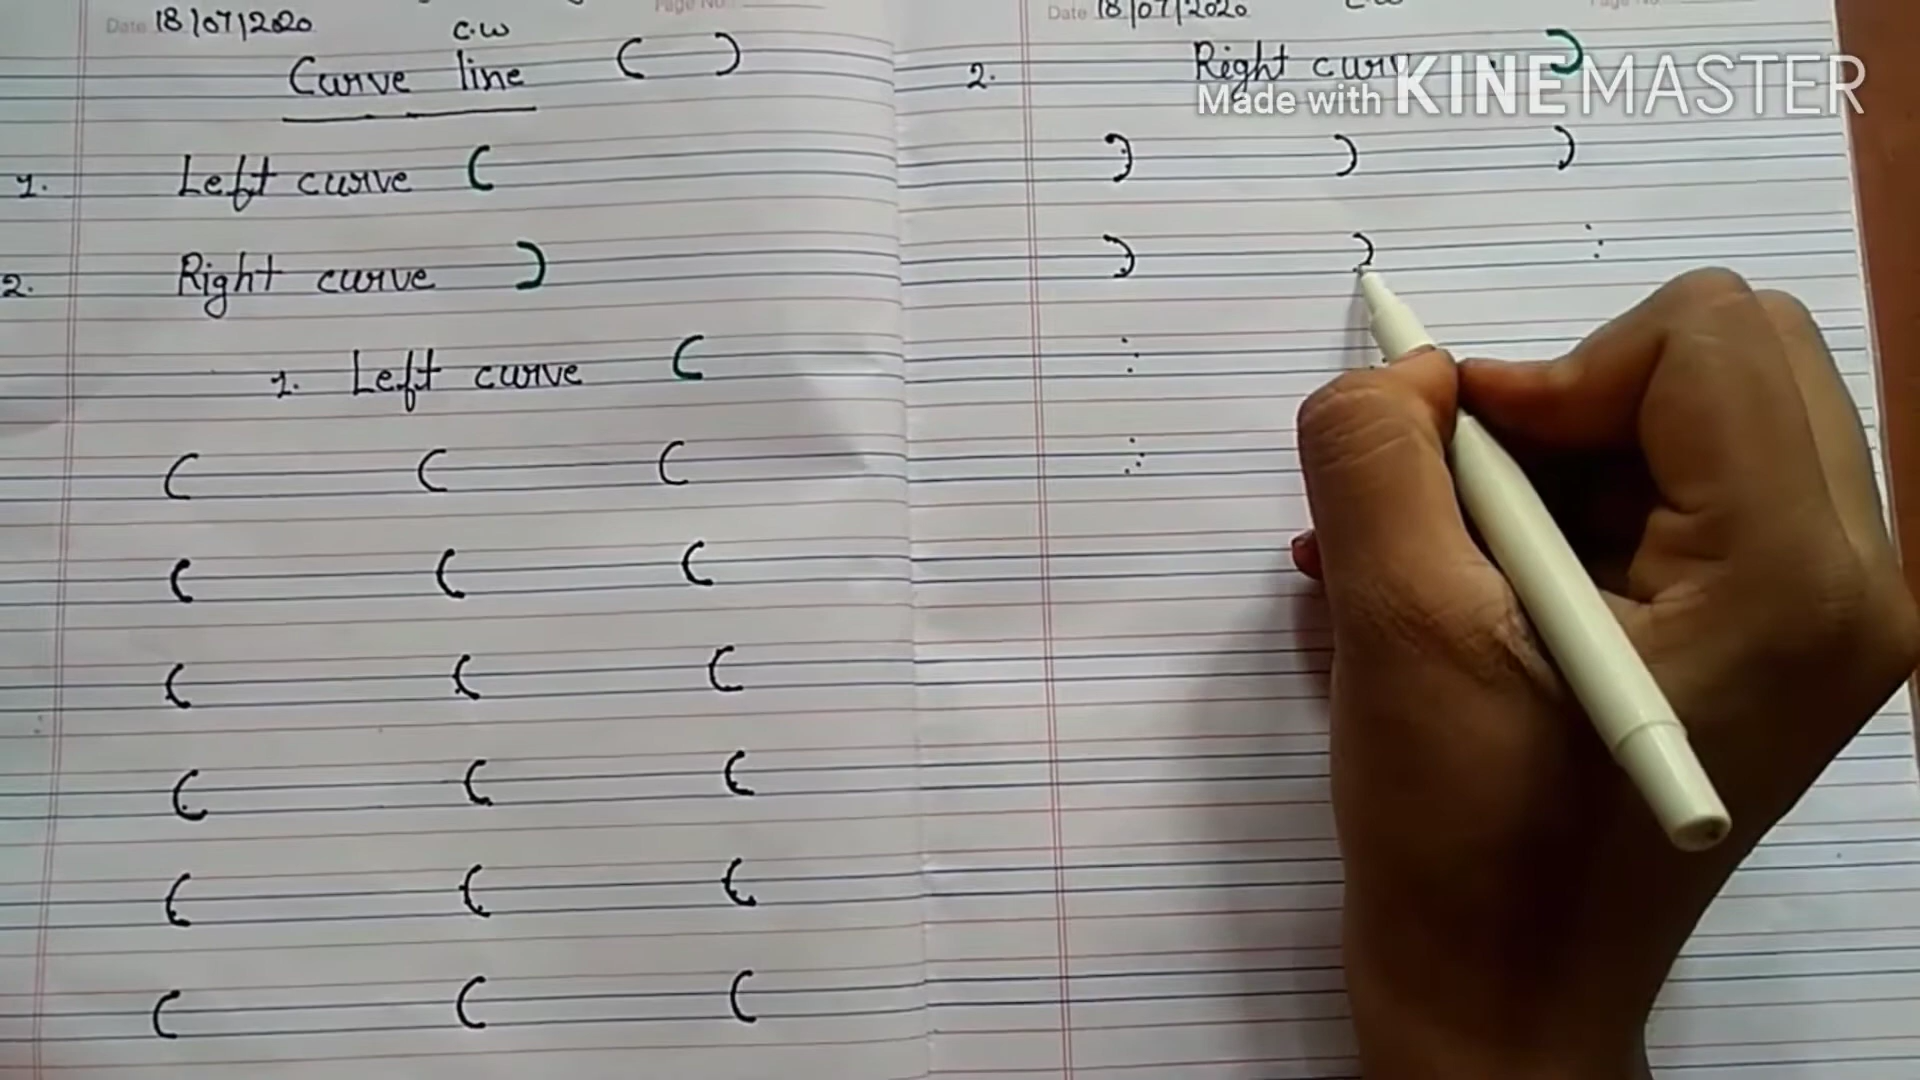 Date 18/07/2020
c.w
Curve line ( )
1. Left curve (
2. Right curve )
1. Left curve (
( ( (
( ( (
( ( (
( ( (
( ( (
( ( (
Date 18/07/2020
2. Right curv )
Made with KINEMASTER
) ) )
) )